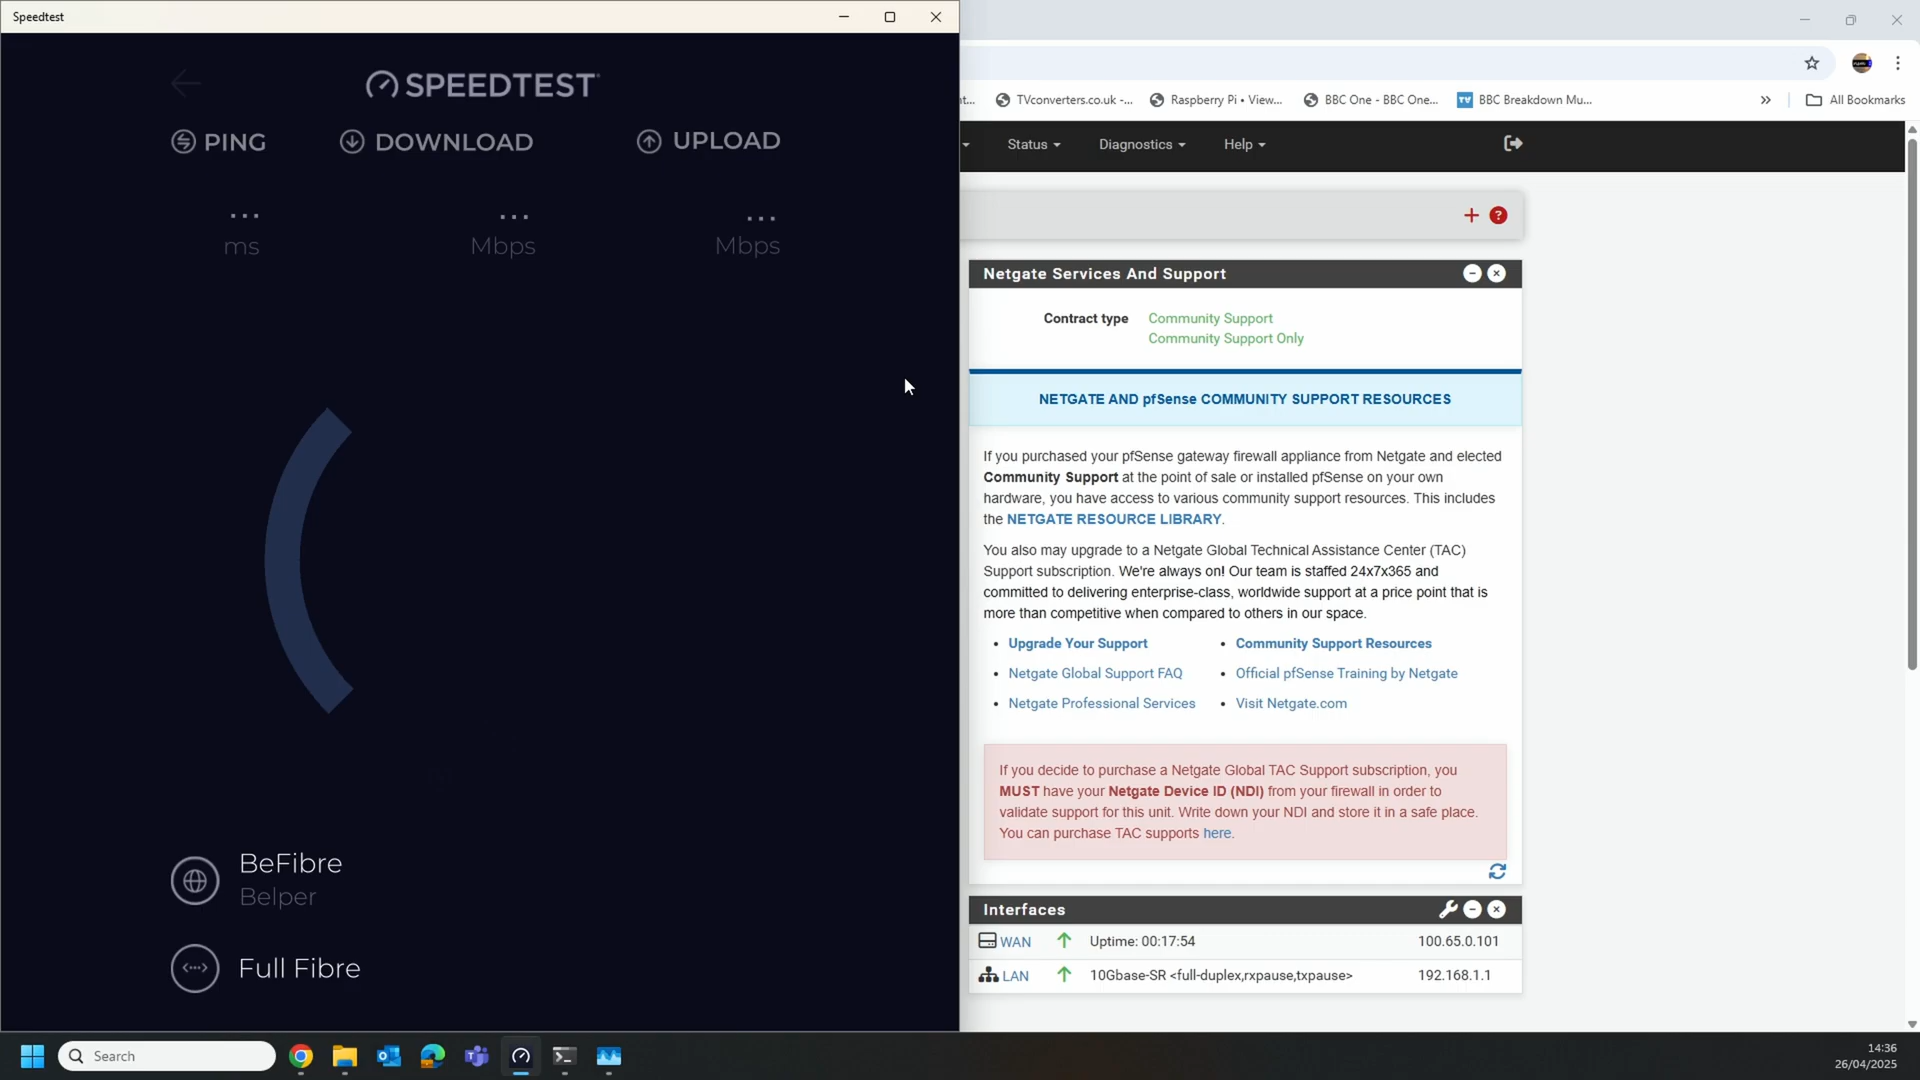 Speedtest
SPEEDTEST
PING
DOWNLOAD
UPLOAD
...
...
...
ms
Mbps
Mbps
BeFibre
Belper
Full Fibre
TVconverters.co.uk -...
Raspberry Pi • View...
BBC One - BBC One...
BBC Breakdown Mu...
»
All Bookmarks
Status
Diagnostics
Help
Netgate Services And Support
Contract type
Community Support
Community Support Only
NETGATE AND pfSense COMMUNITY SUPPORT RESOURCES
If you purchased your pfSense gateway firewall appliance from Netgate and elected
Community Support at the point of sale or installed pfSense on your own
hardware, you have access to various community support resources. This includes
the NETGATE RESOURCE LIBRARY.
You also may upgrade to a Netgate Global Technical Assistance Center (TAC)
Support subscription. We're always on! Our team is staffed 24x7x365 and
committed to delivering enterprise-class, worldwide support at a price point that is
more than competitive when compared to others in our space.
• Upgrade Your Support
• Community Support Resources
• Netgate Global Support FAQ
• Official pfSense Training by Netgate
• Netgate Professional Services
• Visit Netgate.com
If you decide to purchase a Netgate Global TAC Support subscription, you
MUST have your Netgate Device ID (NDI) from your firewall in order to
validate support for this unit. Write down your NDI and store it in a safe place.
You can purchase TAC supports here.
Interfaces
WAN Uptime: 00:17:54 100.65.0.101
LAN 10Gbase-SR <full-duplex,rxpause,txpause> 192.168.1.1
Search
14:36
26/04/2025